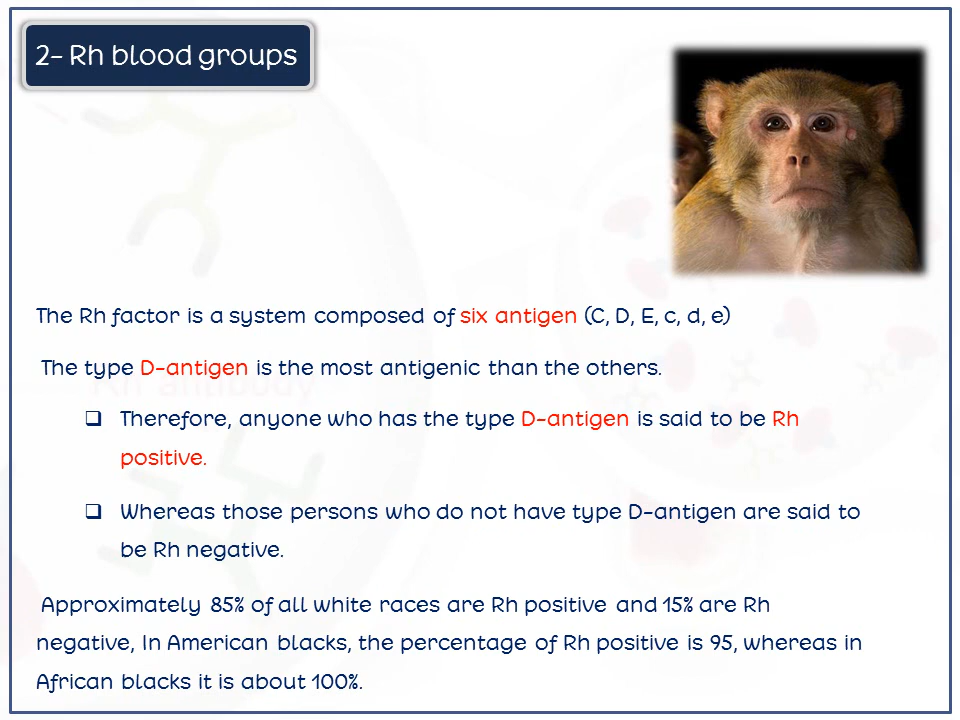 2- Rh blood groups
The Rh factor is a system composed of six antigen (C, D, E, c, d, e)
The type D-antigen is the most antigenic than the others.
❑ Therefore, anyone who has the type D-antigen is said to be Rh
positive.
❑ Whereas those persons who do not have type D-antigen are said to
be Rh negative.
Approximately 85% of all white races are Rh positive and 15% are Rh
negative, In American blacks, the percentage of Rh positive is 95, whereas in
African blacks it is about 100%.
Rh antibody